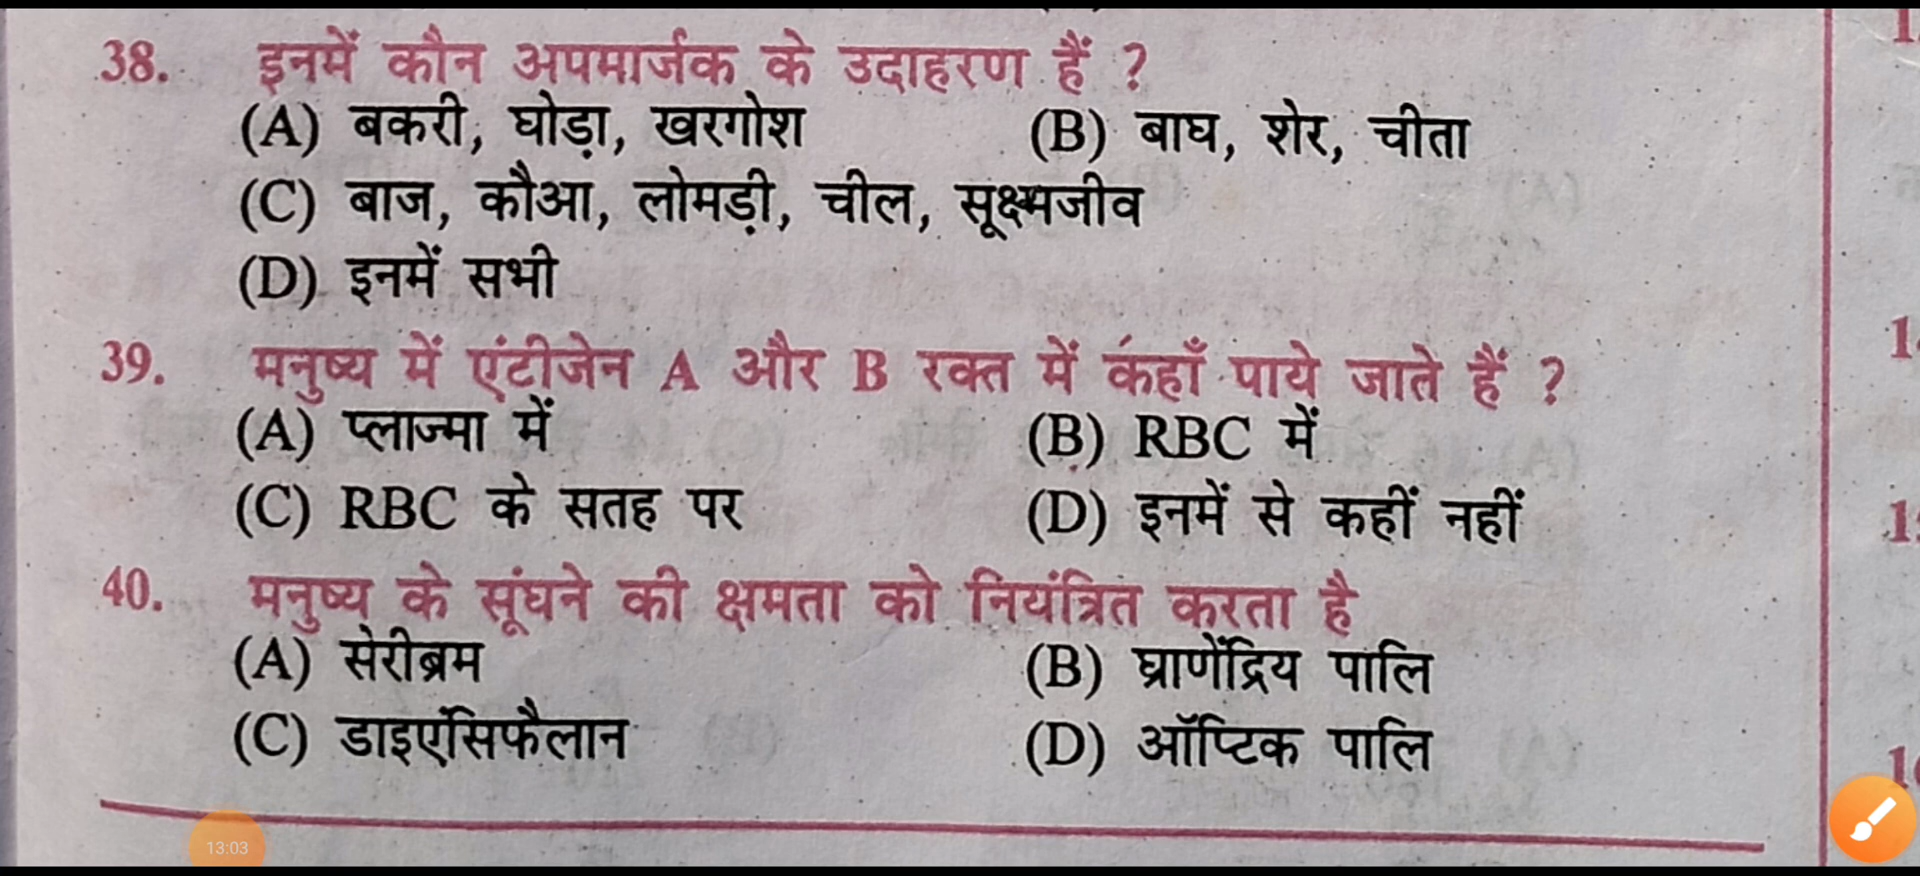 38. इनमें कौन अपमार्जक के उदाहरण हैं ?
(A) बकरी, घोड़ा, खरगोश (B) बाघ, शेर, चीता
(C) बाज, कौआ, लोमड़ी, चील, सूक्ष्मजीव
(D) इनमें सभी
39. मनुष्य में एंटीजेन A और B रक्त में कहाँ पाये जाते हैं ?
(A) प्लाज्मा में (B) RBC में
(C) RBC के सतह पर (D) इनमें से कहीं नहीं
40. मनुष्य के सूंघने की क्षमता को नियंत्रित करता है
(A) सेरीब्रम (B) घ्राणेंद्रिय पालि
(C) डाइएंसिफैलान (D) ऑप्टिक पालि
13:03